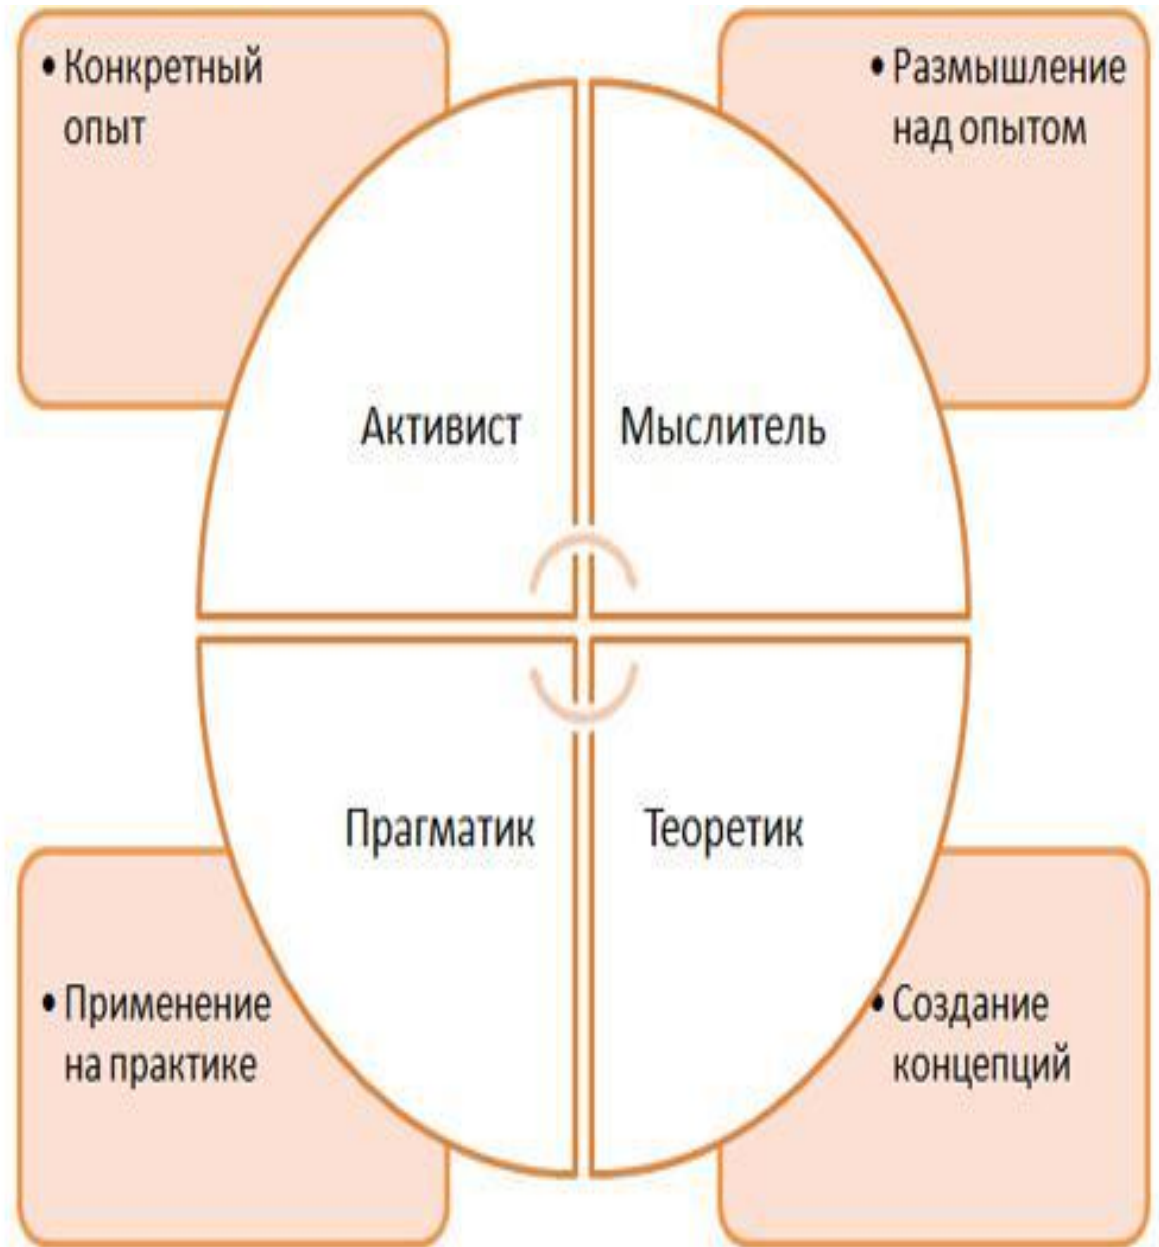 • Конкретный
опыт
• Размышление
над опытом
Активист
Мыслитель
Прагматик
Теоретик
• Применение
на практике
• Создание
концепций